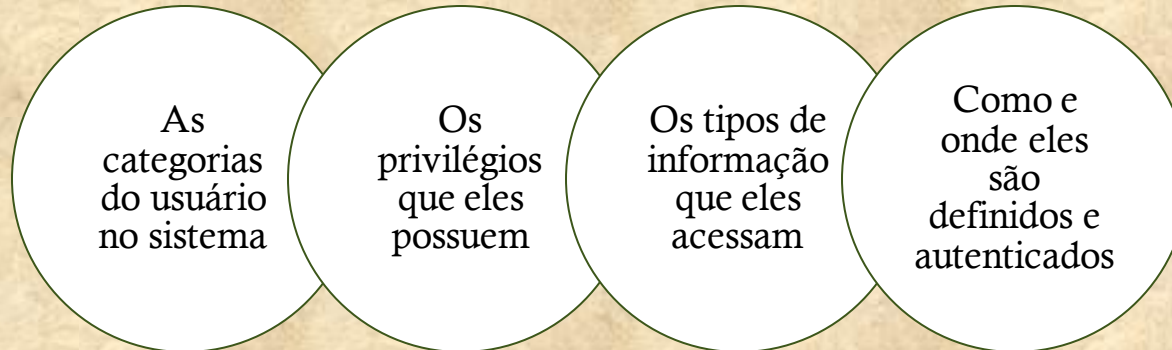 As
categorias
do usuário
no sistema
Os
privilégios
que eles
possuem
Os tipos de
informação
que eles
acessam
Como e
onde eles
são
definidos e
autenticados